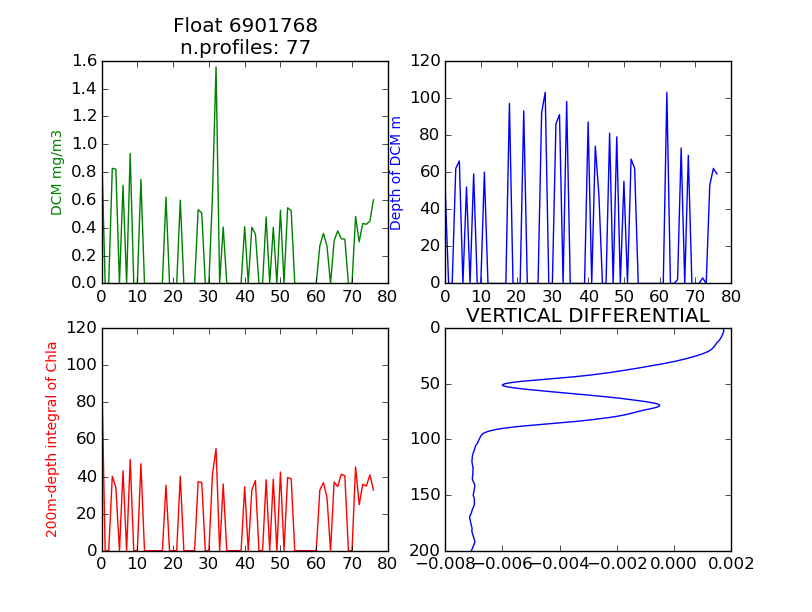 Float 6901768
n.profiles: 77
DCM mg/m3
1.6
1.4
1.2
1.0
0.8
0.6
0.4
0.2
0.0
0 10 20 30 40 50 60 70 80
Depth of DCM m
120
100
80
60
40
20
0
0 10 20 30 40 50 60 70 80
200m-depth integral of Chla
120
100
80
60
40
20
0
0 10 20 30 40 50 60 70 80
VERTICAL DIFFERENTIAL
0
50
100
150
200
−0.008 −0.006 −0.004 −0.002 0.000 0.002